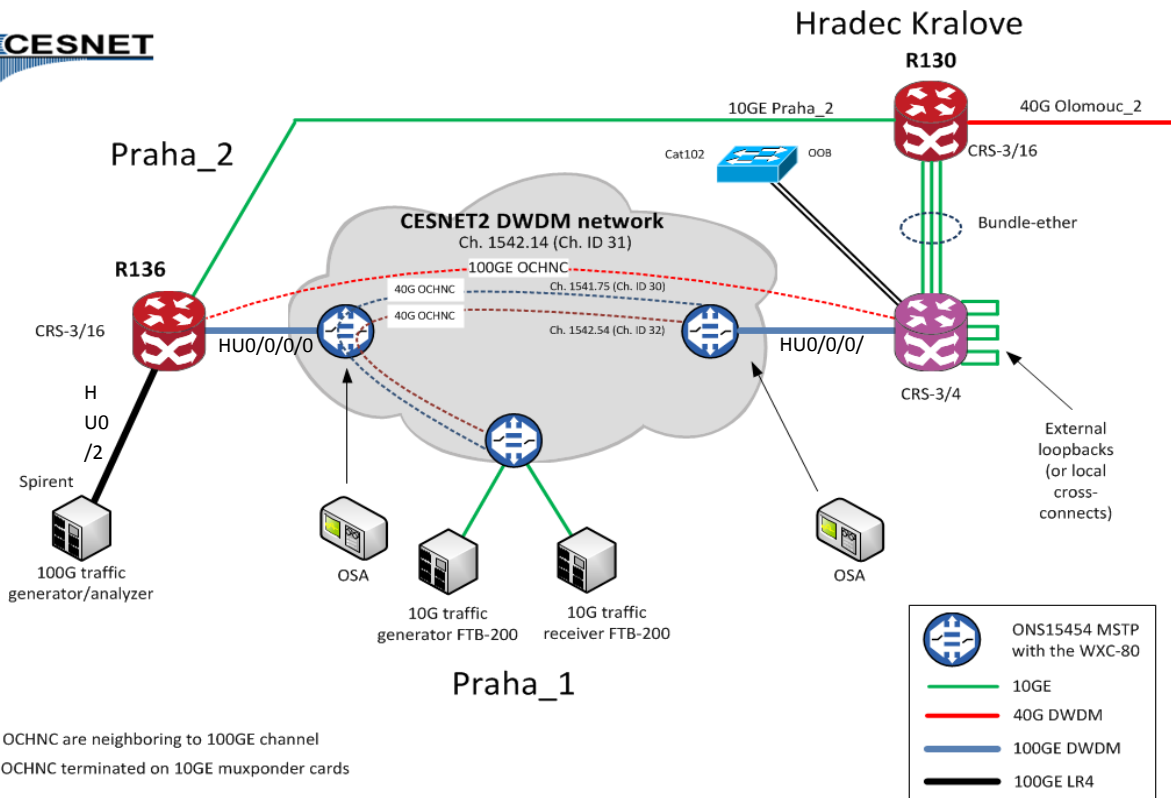 CESNET
Hradec Kralove
R130
10GE Praha_2
40G Olomouc_2
Praha_2
Cat102
OOB
CRS-3/16
CESNET2 DWDM network
Ch. 1542.14 (Ch. ID 31)
Bundle-ether
R136
100GE OCHNC
40G OCHNC
Ch. 1541.75 (Ch. ID 30)
40G OCHNC
Ch. 1542.54 (Ch. ID 32)
CRS-3/16
HU0/0/0/0
HU0/0/0/
CRS-3/4
H
U0
/2
External
loopbacks
(or local
cross-
connects)
Spirent
100G traffic
generator/analyzer
OSA
OSA
10G traffic
generator FTB-200
10G traffic
receiver FTB-200
Praha_1
ONS15454 MSTP
with the WXC-80
10GE
40G DWDM
100GE DWDM
100GE LR4
OCHNC are neighboring to 100GE channel
OCHNC terminated on 10GE muxponder cards